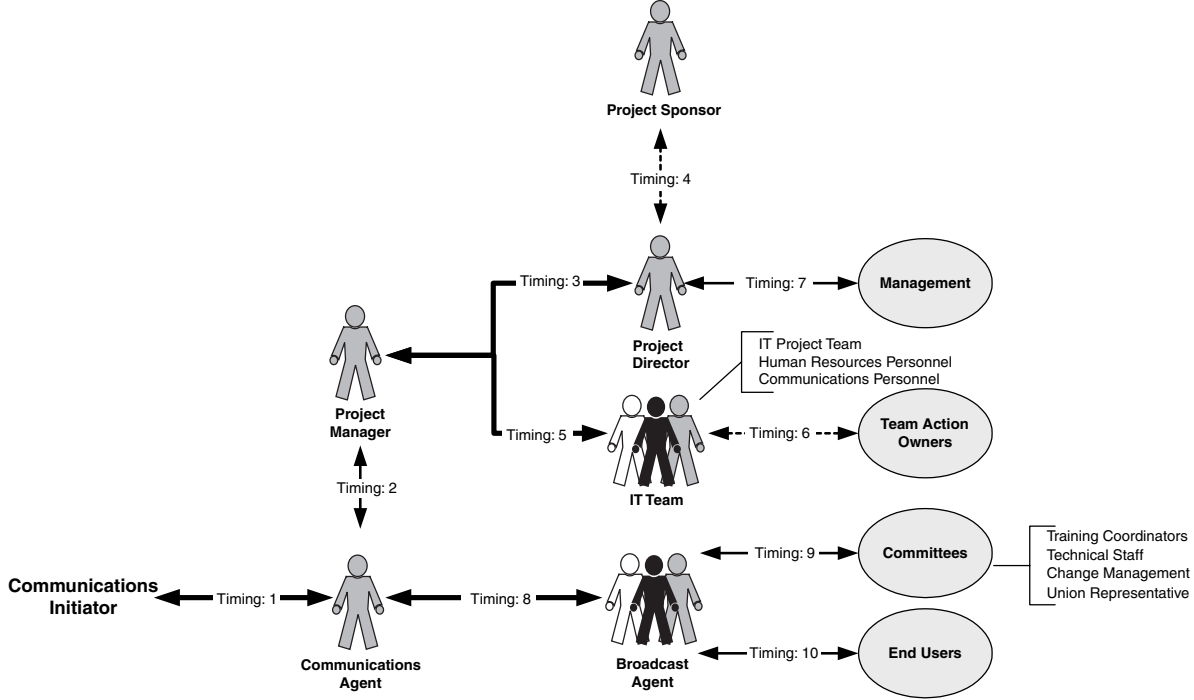 Project Sponsor
Timing: 4
Timing: 3
Timing: 7
Management
Project
Director
IT Project Team
Human Resources Personnel
Communications Personnel
Project
Manager
Timing: 5
Timing: 6
Team Action
Owners
IT Team
Timing: 2
Communications
Initiator
Timing: 1
Communications
Agent
Timing: 8
Broadcast
Agent
Timing: 9
Committees
Training Coordinators
Technical Staff
Change Management
Union Representative
Timing: 10
End Users